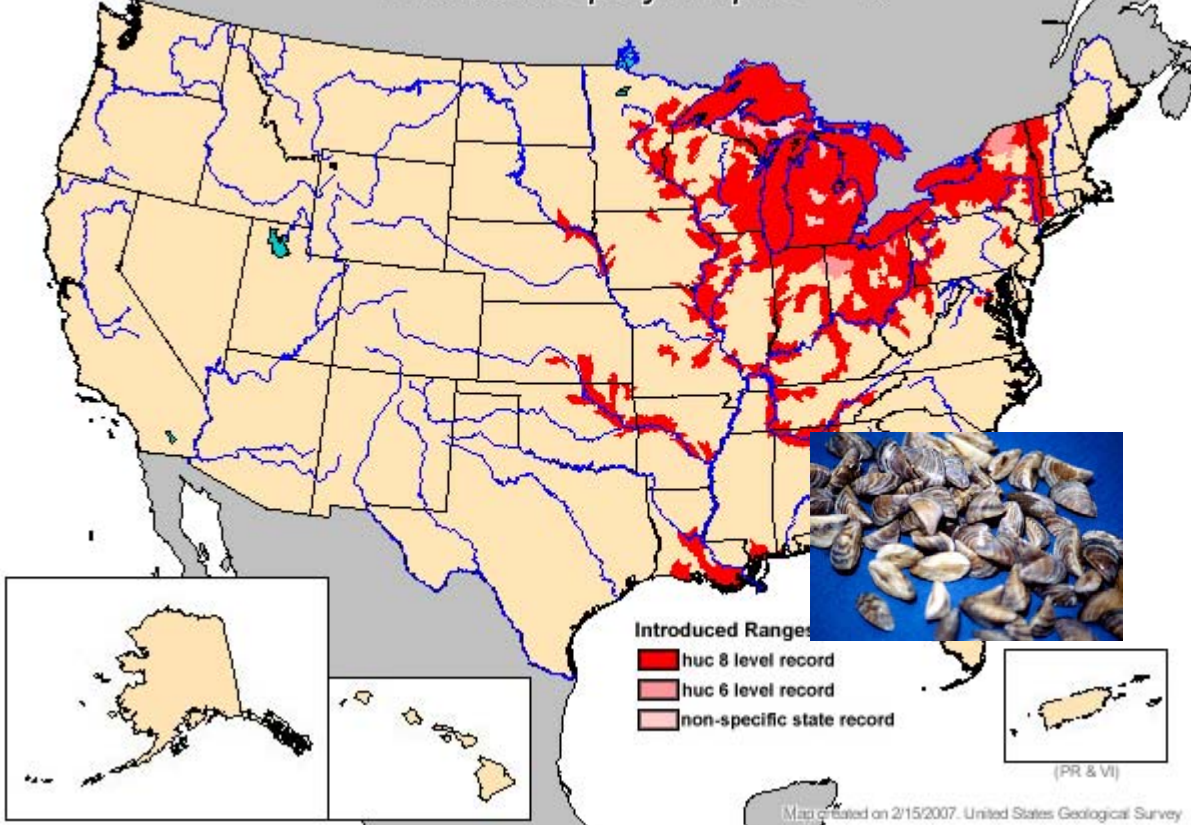 Introduced Ranges
huc 8 level record
huc 6 level record
non-specific state record
(PR & VI)
Map created on 2/15/2007. United States Geological Survey